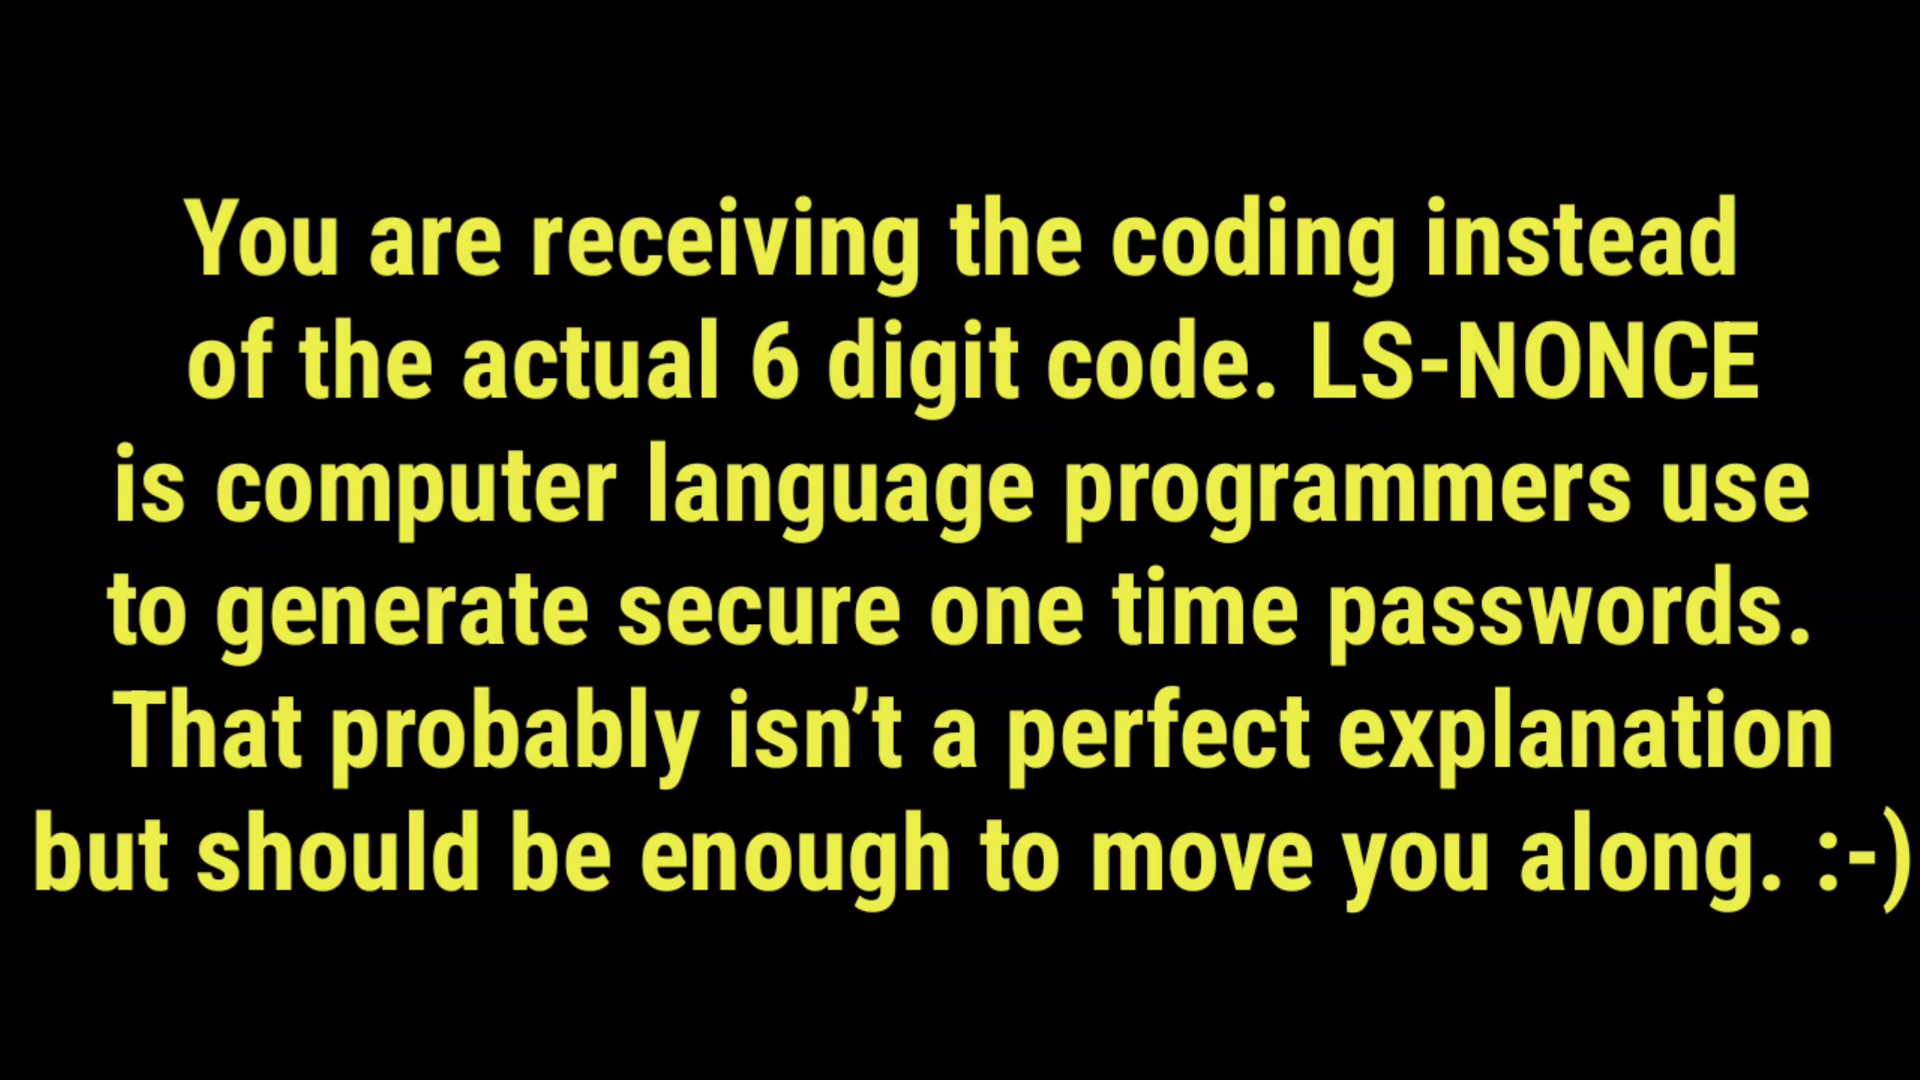 You are receiving the coding instead
of the actual 6 digit code. LS-NONCE
is computer language programmers use
to generate secure one time passwords.
That probably isn’t a perfect explanation
but should be enough to move you along. :-)